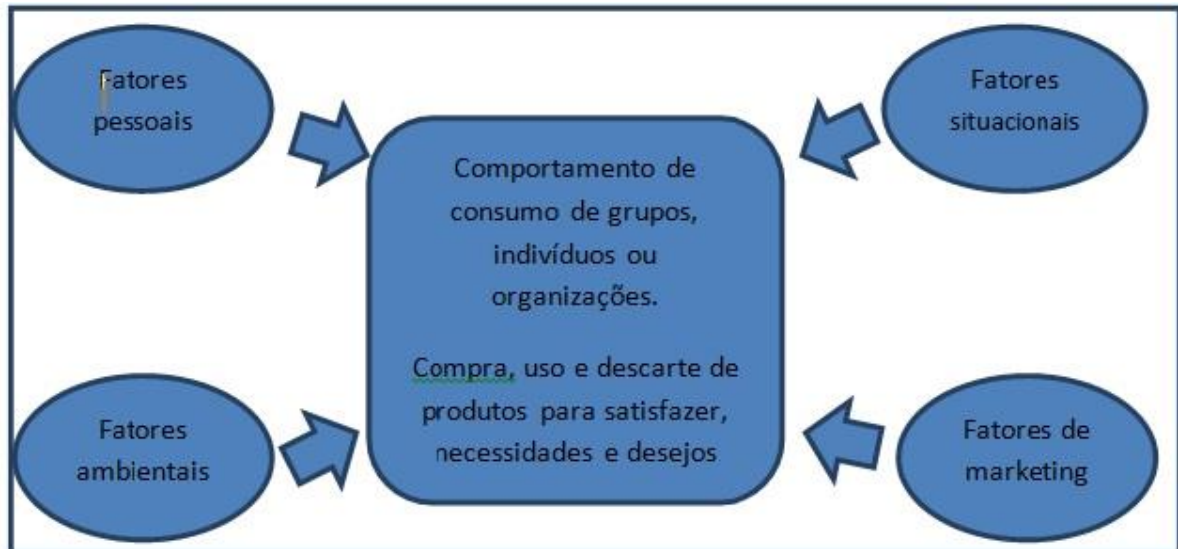 Fatores
pessoais
Fatores
situacionais
Comportamento de
consumo de grupos,
indivíduos ou
organizações.
Compra, uso e descarte de
produtos para satisfazer,
necessidades e desejos
Fatores
ambientais
Fatores de
marketing